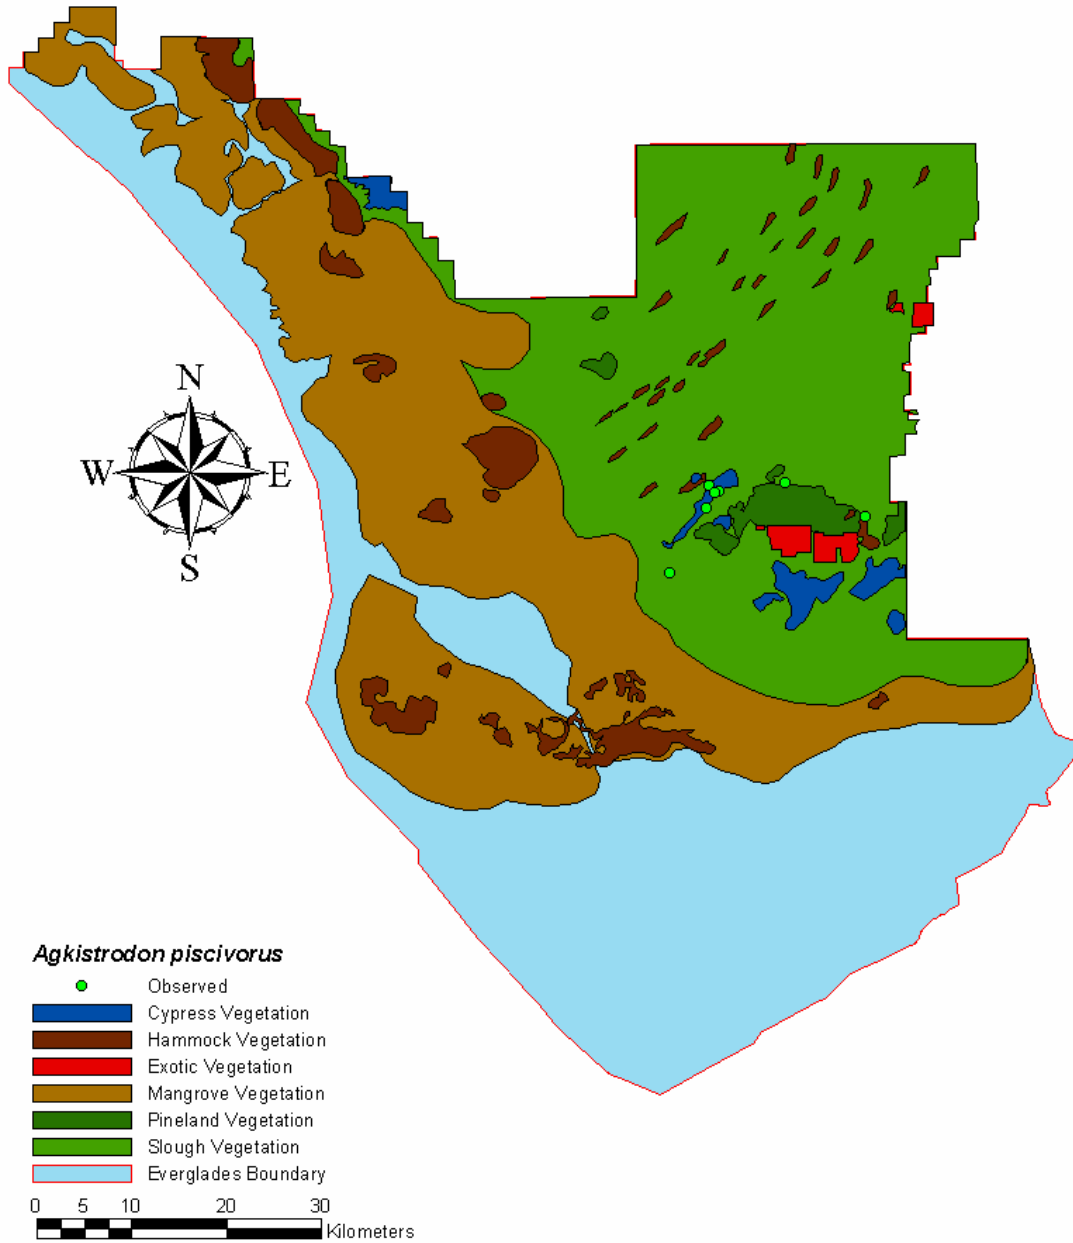 N
W E
S
Agkistrodon piscivorus
Observed
Cypress Vegetation
Hammock Vegetation
Exotic Vegetation
Mangrove Vegetation
Pineland Vegetation
Slough Vegetation
Everglades Boundary
0 5 10 20 30
Kilometers